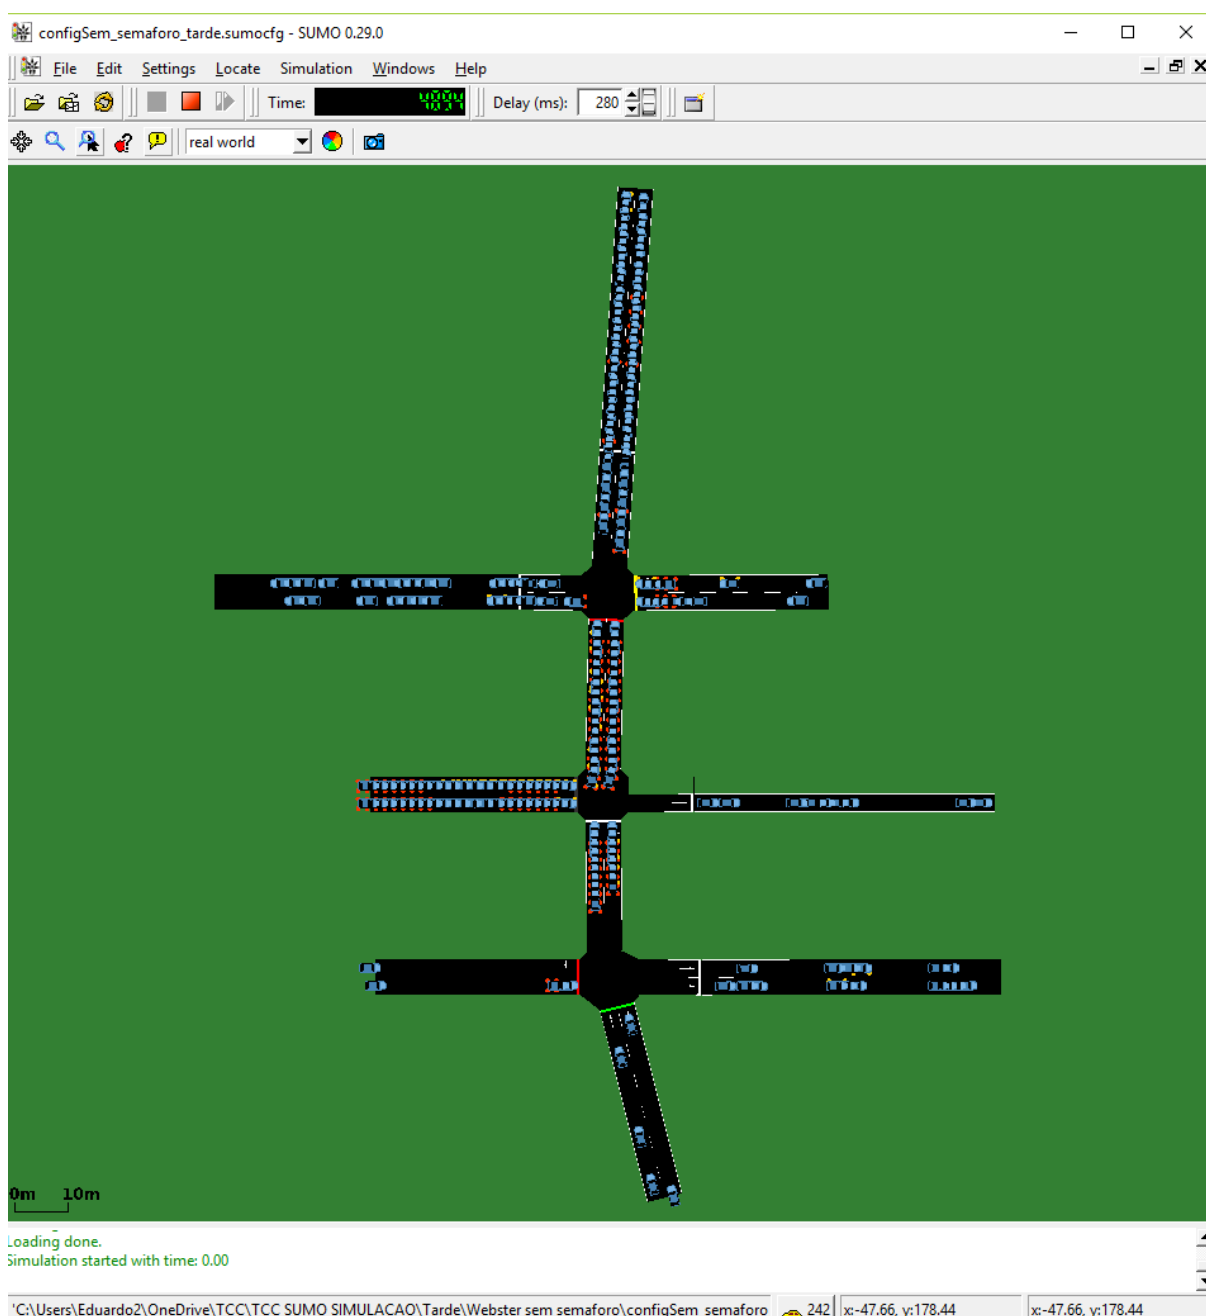 configSem_semaforo_tarde.sumocfg - SUMO 0.29.0
File Edit Settings Locate Simulation Windows Help
Time: 4894 Delay (ms): 280
real world
0m 10m
Loading done.
Simulation started with time: 0.00
'C:\Users\Eduardo2\OneDrive\TCC\TCC SUMO SIMULACAO\Tarde\Webster sem semaforo\configSem_semaforo 242 x:-47.66, y:178.44 x:-47.66, y:178.44